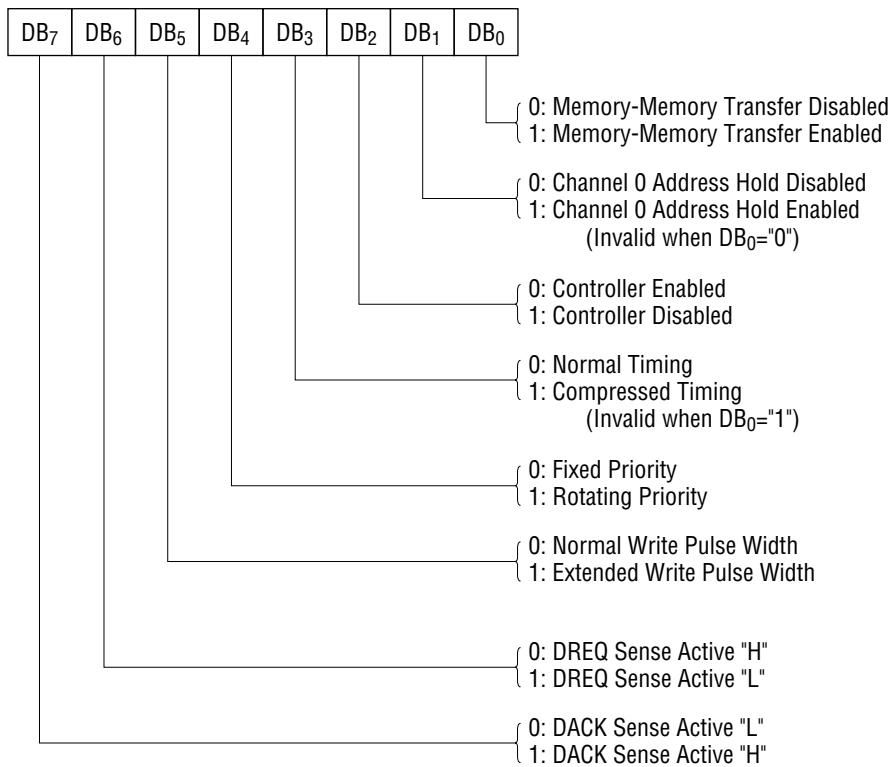 DB7 DB6 DB5 DB4 DB3 DB2 DB1 DB0
0: Memory-Memory Transfer Disabled
1: Memory-Memory Transfer Enabled
0: Channel 0 Address Hold Disabled
1: Channel 0 Address Hold Enabled
(Invalid when DB0="0")
0: Controller Enabled
1: Controller Disabled
0: Normal Timing
1: Compressed Timing
(Invalid when DB0="1")
0: Fixed Priority
1: Rotating Priority
0: Normal Write Pulse Width
1: Extended Write Pulse Width
0: DREQ Sense Active "H"
1: DREQ Sense Active "L"
0: DACK Sense Active "L"
1: DACK Sense Active "H"